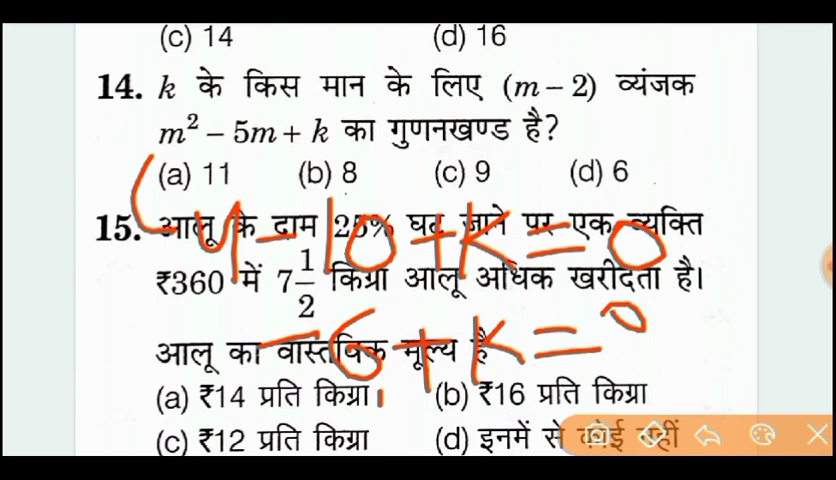 (c) 14 (d) 16
14. k के किस मान के लिए (m – 2) व्यंजक
m² – 5m + k का गुणनखण्ड है?
(a) 11 (b) 8 (c) 9 (d) 6
15. आलू के दाम 25% घट जाने पर एक व्यक्ति
4 – 10 + k = 0
₹360 में 7 1/2 किग्रा आलू अधिक खरीदता है।
– 6 + k = 0
आलू का वास्तविक मूल्य है
(a) ₹14 प्रति किग्रा (b) ₹16 प्रति किग्रा
(c) ₹12 प्रति किग्रा (d) इनमें से कोई नहीं